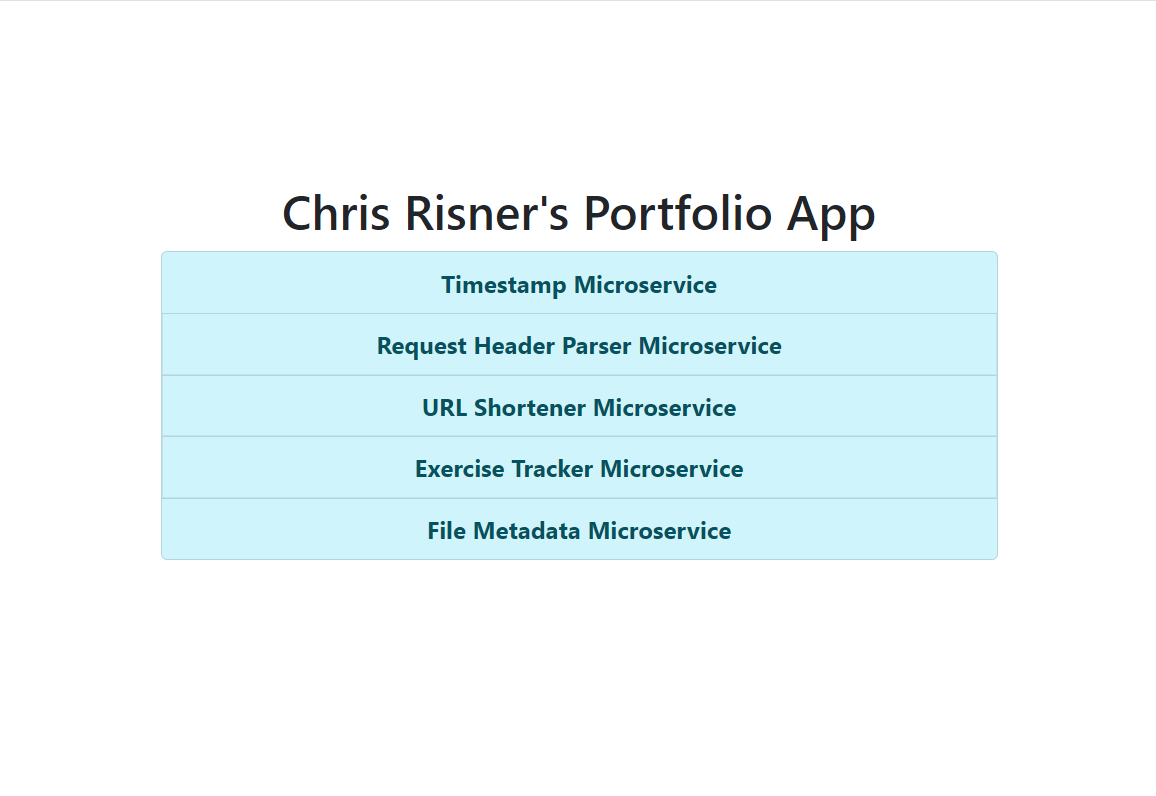 Chris Risner's Portfolio App
Timestamp Microservice
Request Header Parser Microservice
URL Shortener Microservice
Exercise Tracker Microservice
File Metadata Microservice